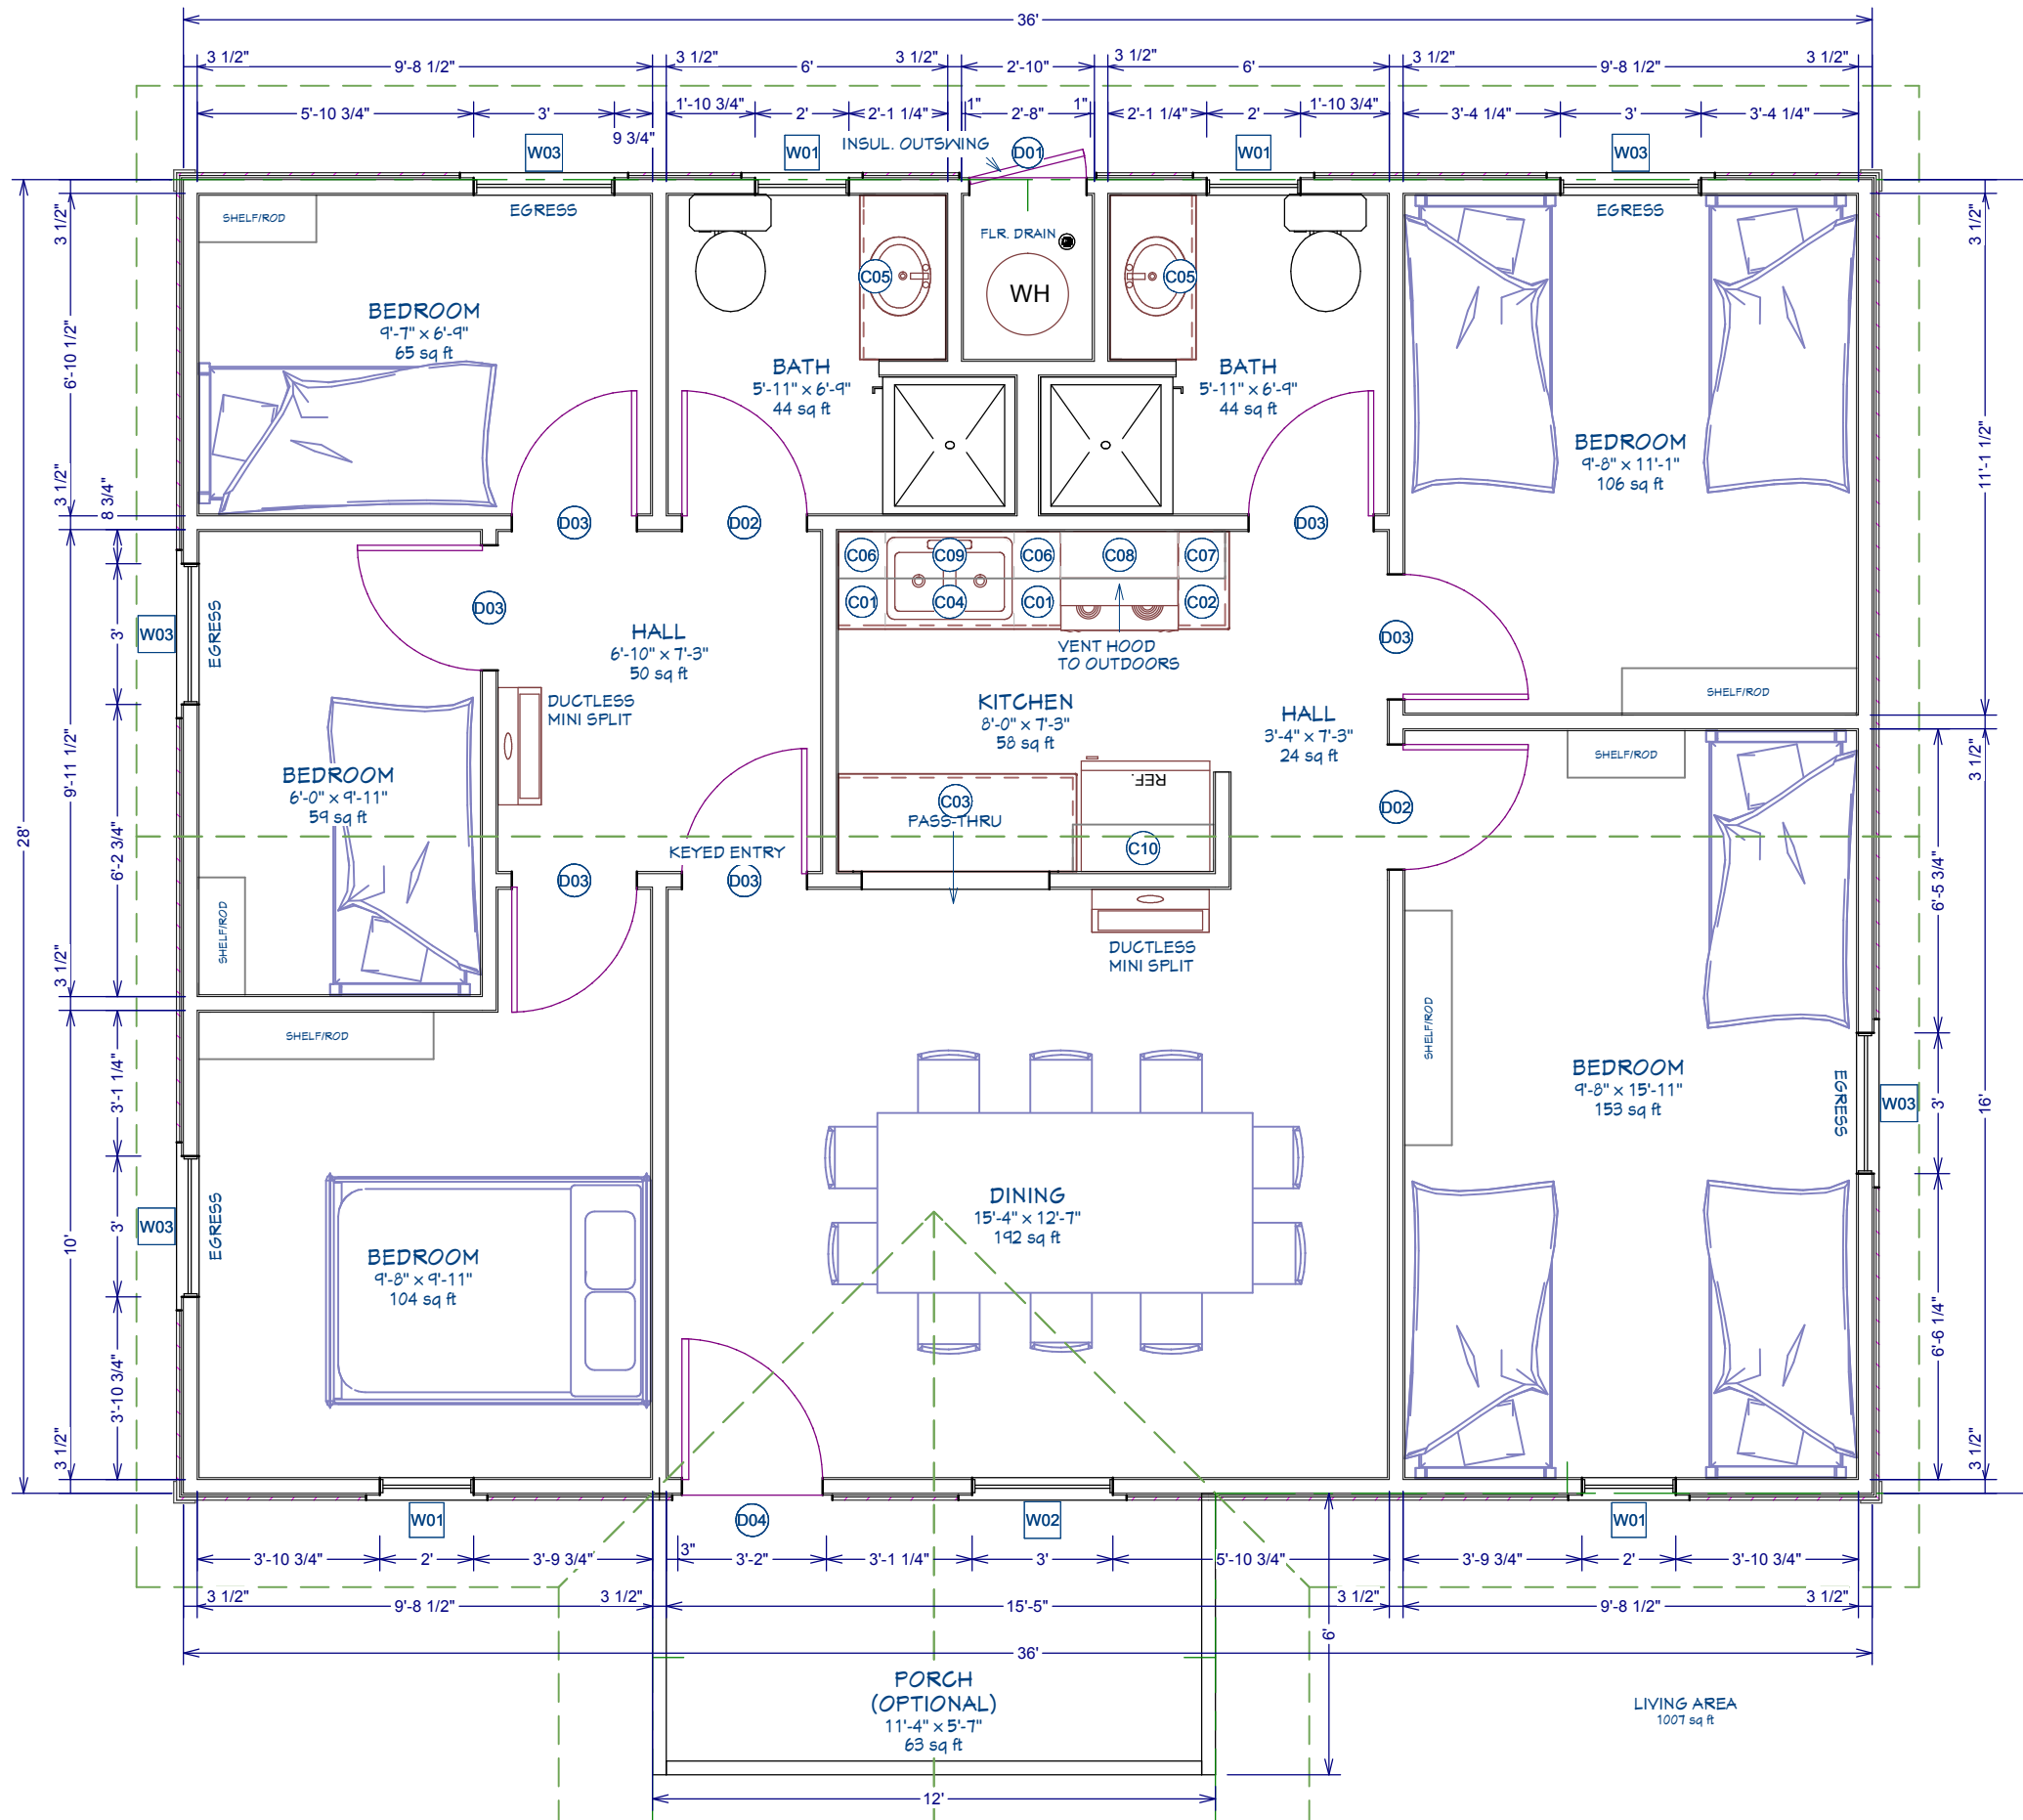 36'
3 1/2" 9'-8 1/2" 3 1/2" 6' 3 1/2" 2'-10" 3 1/2" 6' 3 1/2" 9'-8 1/2" 3 1/2"
5'-10 3/4" 3' 9 3/4" 1'-10 3/4" 2' 2'-1 1/4" 1" 2'-8" 1" 2'-1 1/4" 2' 1'-10 3/4" 3'-4 1/4" 3' 3'-4 1/4"
W03 W01 INSUL. OUTSWING D01 W01 W03
EGRESS
EGRESS
SHELF/ROD
FLR. DRAIN
WH
C05
C05
BEDROOM
9'-7" x 6'-9"
65 sq ft
BATH
5'-11" x 6'-9"
44 sq ft
BATH
5'-11" x 6'-9"
44 sq ft
BEDROOM
9'-8" x 11'-1"
106 sq ft
3 1/2"
6'-10 1/2"
3 1/2"
8 3/4"
3 1/2"
11'-1 1/2"
D03 D02 D03
C06 C09 C06 C08 C07
C01 C04 C01 C02
D03
W03
EGRESS
3'
HALL
6'-10" x 7'-3"
50 sq ft
VENT HOOD
TO OUTDOORS
D03
DUCTLESS
MINI SPLIT
KITCHEN
8'-0" x 7'-3"
58 sq ft
HALL
3'-4" x 7'-3"
24 sq ft
SHELF/ROD
SHELF/ROD
3 1/2"
BEDROOM
6'-0" x 9'-11"
59 sq ft
REF.
C03
PASS-THRU
D02
C10
28'
9'-11 1/2"
6'-2 3/4"
3 1/2"
KEYED ENTRY
D03 D03
SHELF/ROD
DUCTLESS
MINI SPLIT
6'-5 3/4"
SHELF/ROD
SHELF/ROD
BEDROOM
9'-8" x 15'-11"
153 sq ft
EGRESS
W03
3'
16'
3'-1 1/4"
W03
EGRESS
3'
10'
DINING
15'-4" x 12'-7"
192 sq ft
BEDROOM
9'-8" x 9'-11"
104 sq ft
3'-10 3/4"
3 1/2"
6'-6 1/4"
3 1/2"
W01 D04 W02 W01
3'-10 3/4" 2' 3'-9 3/4" 3" 3'-2" 3'-1 1/4" 3' 5'-10 3/4" 3'-9 3/4" 2' 3'-10 3/4"
3 1/2" 9'-8 1/2" 3 1/2" 15'-5" 3 1/2" 9'-8 1/2" 3 1/2"
6'
36'
PORCH
(OPTIONAL)
11'-4" x 5'-7"
63 sq ft
LIVING AREA
1007 sq ft
12'